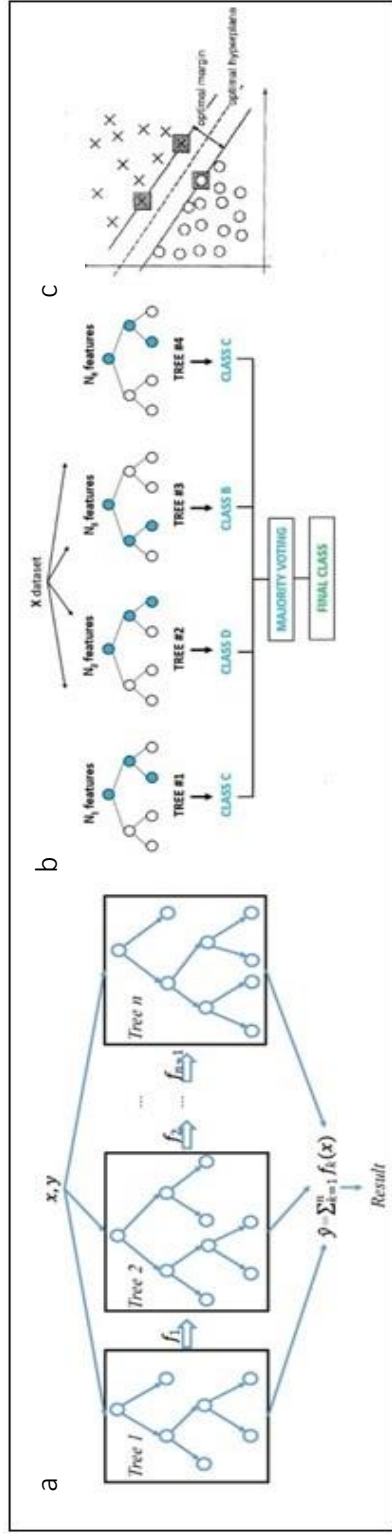 a
x, y
Tree 1
f1
Tree 2
f2
...
...
fn-1
Tree n
ŷ=∑ⁿₖ₌₁ fₖ(x)
Result
b
X dataset
N₁ features
N₂ features
N₃ features
N₄ features
TREE #1
TREE #2
TREE #3
TREE #4
CLASS C
CLASS D
CLASS B
CLASS C
MAJORITY VOTING
FINAL CLASS
c
optimal margin
optimal hyperplane